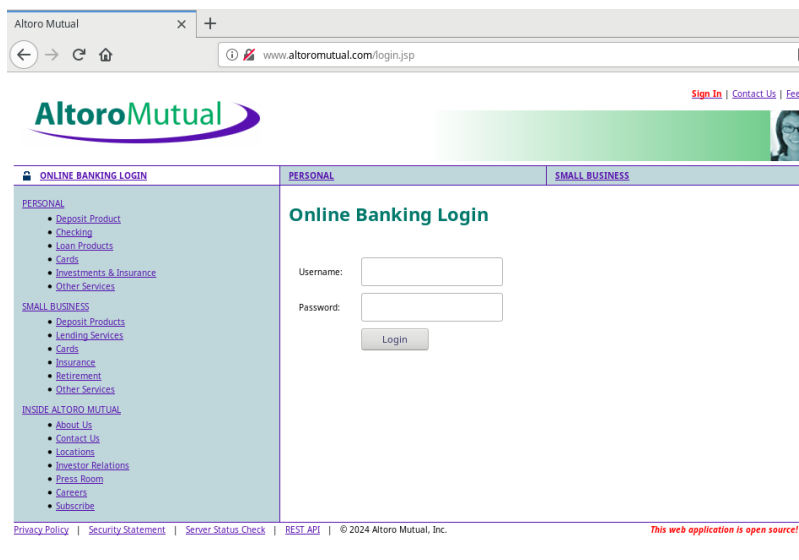 Altoro Mutual
www.altoromutual.com/login.jsp
Sign In | Contact Us | Fee
AltoroMutual
ONLINE BANKING LOGIN
PERSONAL
SMALL BUSINESS
PERSONAL
• Deposit Product
• Checking
• Loan Products
• Cards
• Investments & Insurance
• Other Services
SMALL BUSINESS
• Deposit Products
• Lending Services
• Cards
• Insurance
• Retirement
• Other Services
INSIDE ALTORO MUTUAL
• About Us
• Contact Us
• Locations
• Investor Relations
• Press Room
• Careers
• Subscribe
Online Banking Login
Username:
Password:
Login
Privacy Policy | Security Statement | Server Status Check | REST API | © 2024 Altoro Mutual, Inc.
This web application is open source!